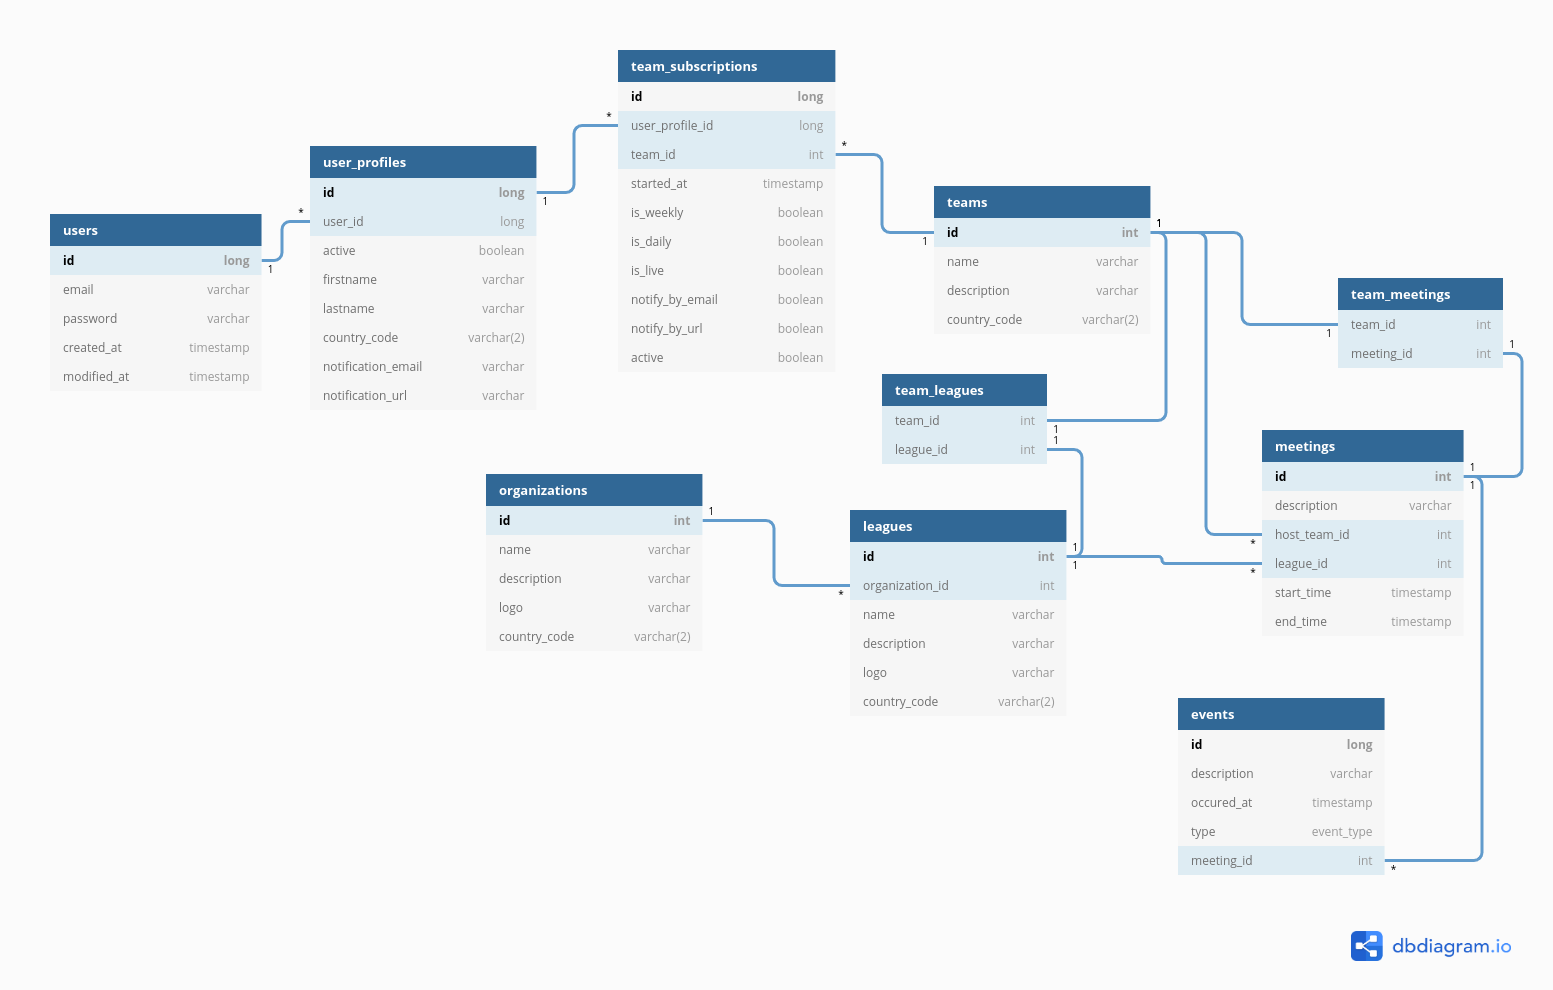 users
id long
email varchar
password varchar
created_at timestamp
modified_at timestamp
1
*
user_profiles
id long
user_id long
active boolean
firstname varchar
lastname varchar
country_code varchar(2)
notification_email varchar
notification_url varchar
1
*
team_subscriptions
id long
user_profile_id long
team_id int
started_at timestamp
is_weekly boolean
is_daily boolean
is_live boolean
notify_by_email boolean
notify_by_url boolean
active boolean
*
1
teams
id int
name varchar
description varchar
country_code varchar(2)
1
1
team_meetings
team_id int
meeting_id int
1
team_leagues
team_id int
league_id int
1
1
organizations
id int
name varchar
description varchar
logo varchar
country_code varchar(2)
1
*
leagues
id int
organization_id int
name varchar
description varchar
logo varchar
country_code varchar(2)
1
1
*
*
meetings
id int
description varchar
host_team_id int
league_id int
start_time timestamp
end_time timestamp
1
1
events
id long
description varchar
occured_at timestamp
type event_type
meeting_id int
*
dbdiagram.io